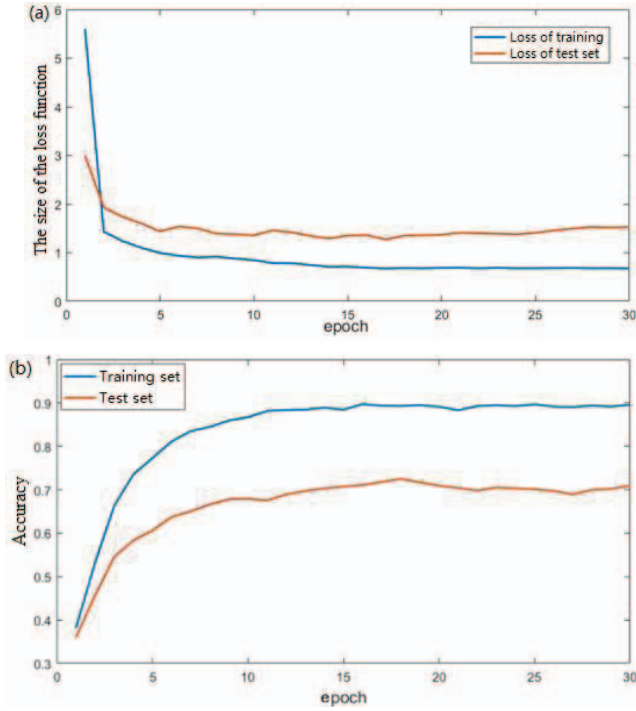 (a)
6
5
4
3
2
1
0
The size of the loss function
Loss of training
Loss of test set
0 5 10 15 20 25 30
epoch
(b)
1
0.9
0.8
0.7
0.6
0.5
0.4
0.3
Accuracy
Training set
Test set
0 5 10 15 20 25 30
epoch